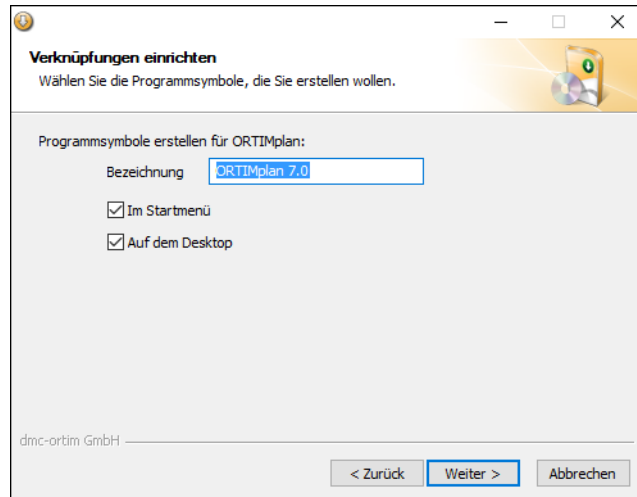 Verknüpfungen einrichten
Wählen Sie die Programmsymbole, die Sie erstellen wollen.
Programmsymbole erstellen für ORTIMplan:
Bezeichnung ORTIMplan 7.0
Im Startmenü
Auf dem Desktop
dmc-ortim GmbH
< Zurück Weiter > Abbrechen